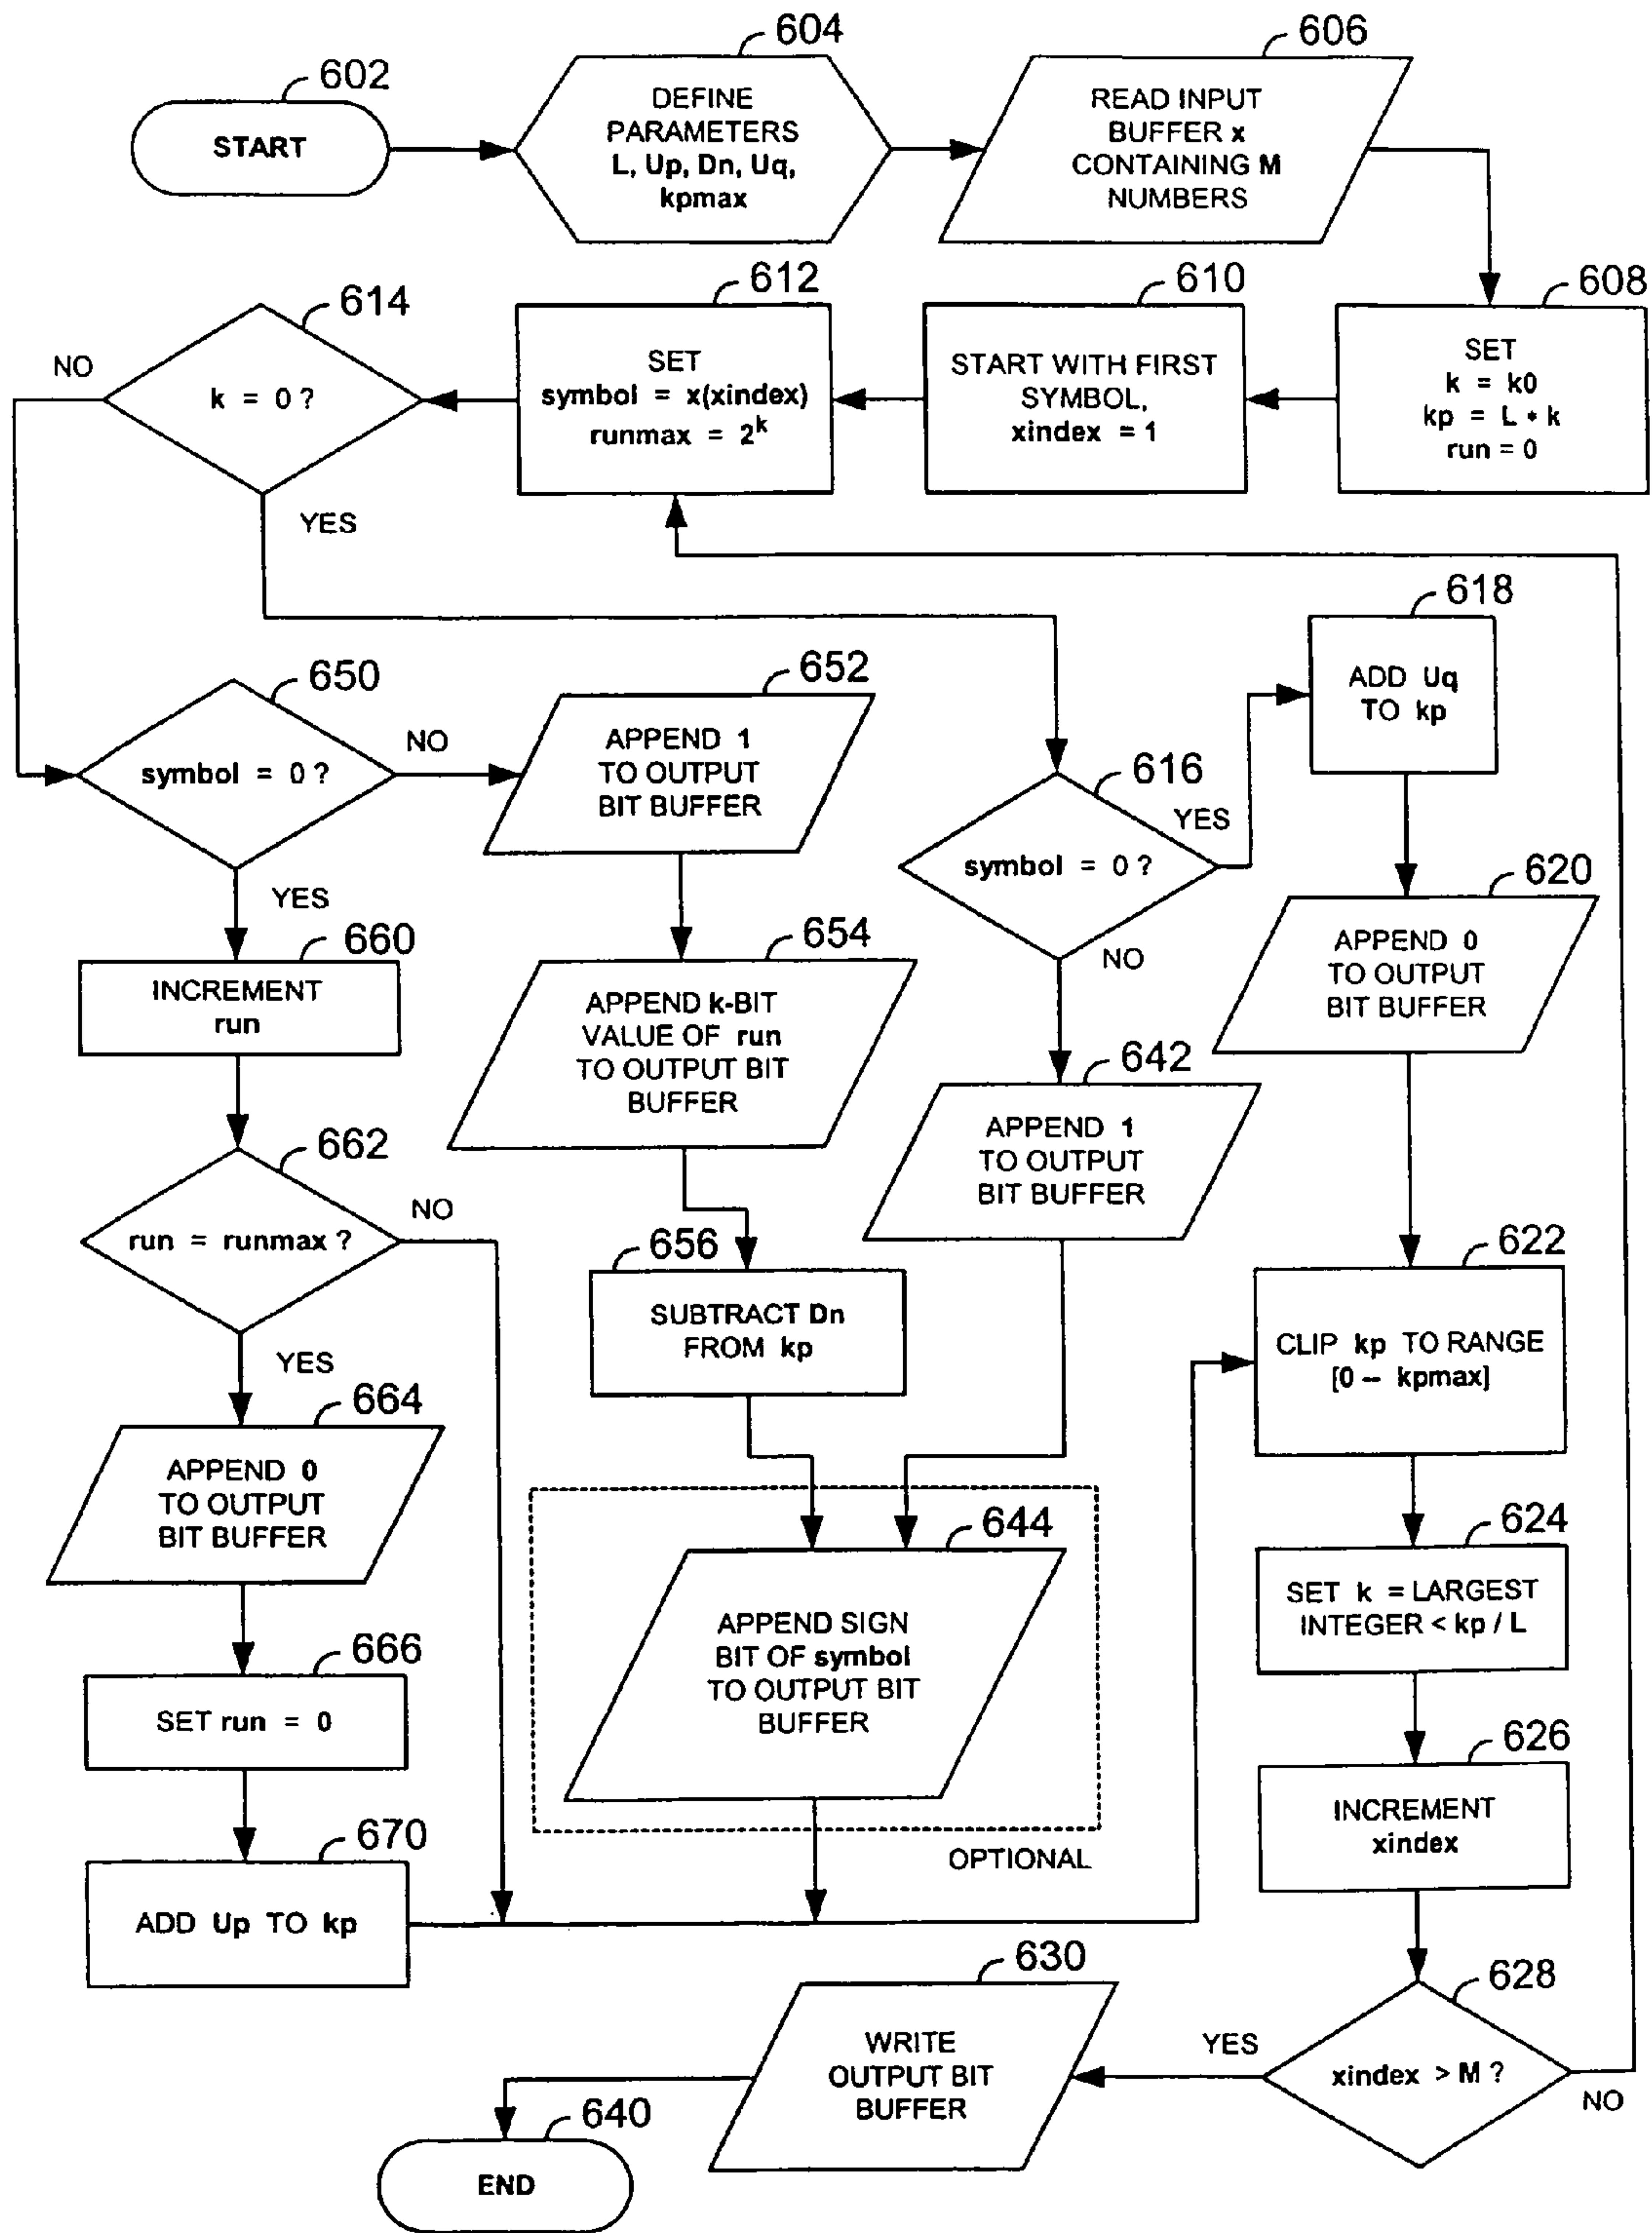 602
START
604
DEFINE
PARAMETERS
L, Up, Dn, Uq,
kpmax
606
READ INPUT
BUFFER x
CONTAINING M
NUMBERS
608
SET
k = k0
kp = L * k
run = 0
610
START WITH FIRST
SYMBOL,
xindex = 1
612
SET
symbol = x(xindex)
runmax = 2^k
614
k = 0 ?
NO
YES
650
symbol = 0 ?
NO
YES
652
APPEND 1
TO OUTPUT
BIT BUFFER
616
symbol = 0 ?
YES
NO
618
ADD Uq
TO kp
620
APPEND 0
TO OUTPUT
BIT BUFFER
660
INCREMENT
run
654
APPEND k-BIT
VALUE OF run
TO OUTPUT BIT
BUFFER
642
APPEND 1
TO OUTPUT
BIT BUFFER
662
run = runmax ?
NO
YES
656
SUBTRACT Dn
FROM kp
622
CLIP kp TO RANGE
[0 – kpmax]
664
APPEND 0
TO OUTPUT
BIT BUFFER
644
APPEND SIGN
BIT OF symbol
TO OUTPUT BIT
BUFFER
OPTIONAL
624
SET k = LARGEST
INTEGER < kp / L
666
SET run = 0
626
INCREMENT
xindex
670
ADD Up TO kp
628
xindex > M ?
YES
NO
630
WRITE
OUTPUT BIT
BUFFER
640
END